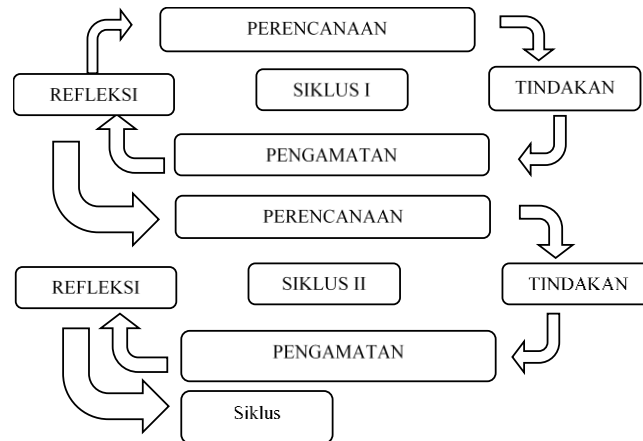 PERENCANAAN
REFLEKSI
SIKLUS I
TINDAKAN
PENGAMATAN
PERENCANAAN
REFLEKSI
SIKLUS II
TINDAKAN
PENGAMATAN
Siklus